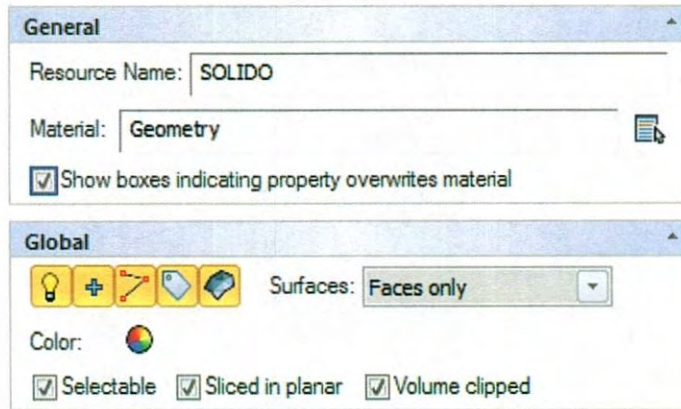 General
Resource Name: SOLIDO
Material: Geometry
Show boxes indicating property overwrites material
Global
Surfaces: Faces only
Color:
Selectable Sliced in planar Volume clipped